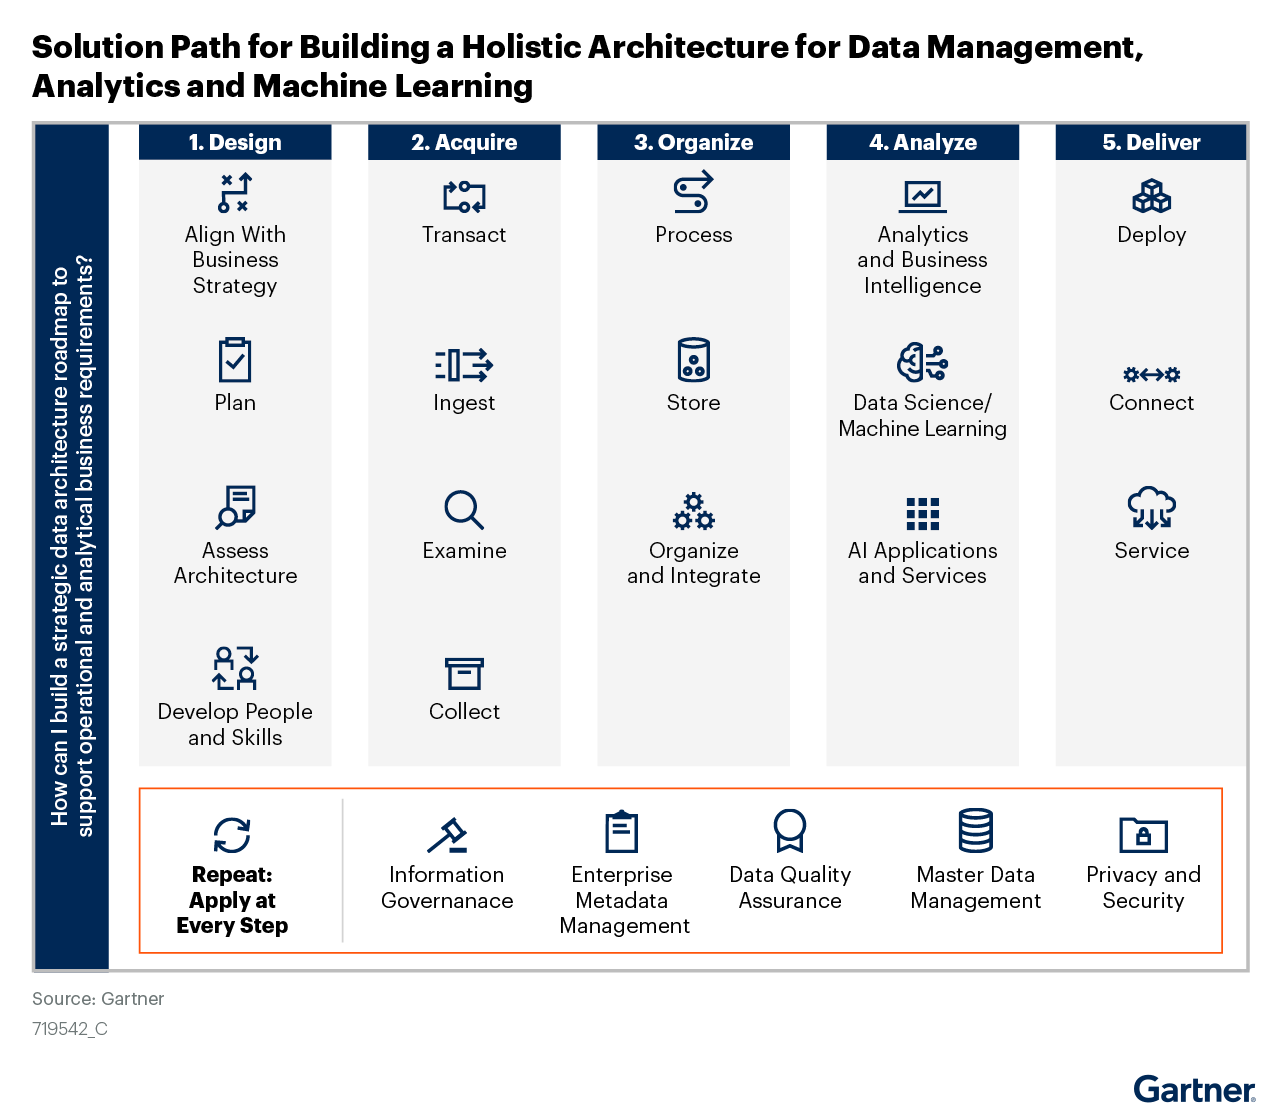 Solution Path for Building a Holistic Architecture for Data Management,
Analytics and Machine Learning
How can I build a strategic data architecture roadmap to
support operational and analytical business requirements?
1. Design
Align With
Business
Strategy
Plan
Assess
Architecture
Develop People
and Skills
2. Acquire
Transact
Ingest
Examine
Collect
3. Organize
Process
Store
Organize
and Integrate
4. Analyze
Analytics
and Business
Intelligence
Data Science/
Machine Learning
AI Applications
and Services
5. Deliver
Deploy
Connect
Service
Repeat:
Apply at
Every Step
Information
Governanace
Enterprise
Metadata
Management
Data Quality
Assurance
Master Data
Management
Privacy and
Security
Source: Gartner
719542_C
Gartner®